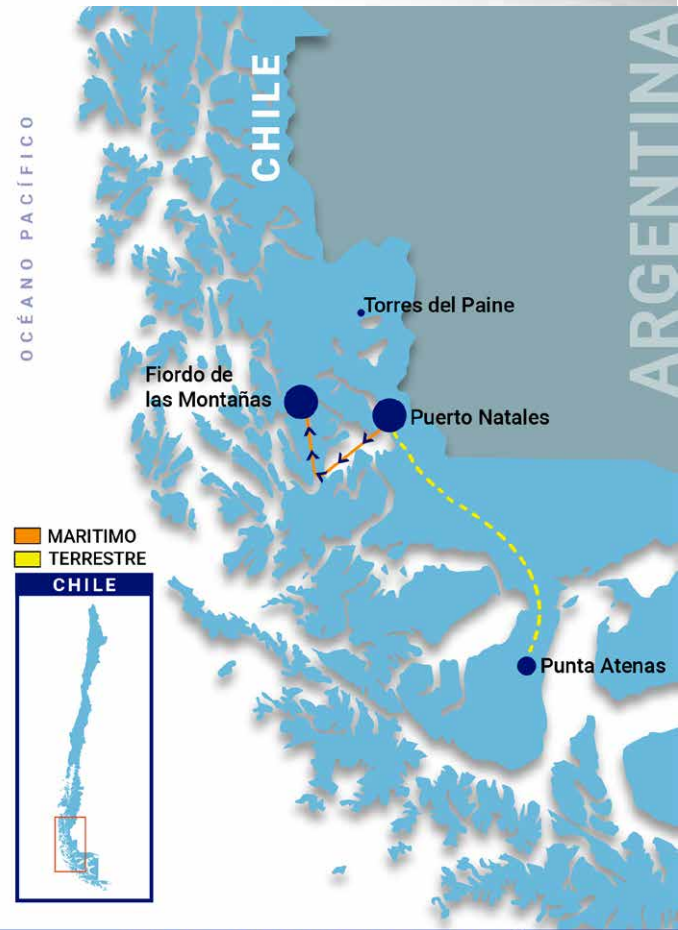 CHILE
ARGENTINA
OCÉANO PACÍFICO
Torres del Paine
Fiordo de
las Montañas
Puerto Natales
MARITIMO
TERRESTRE
CHILE
Punta Atenas